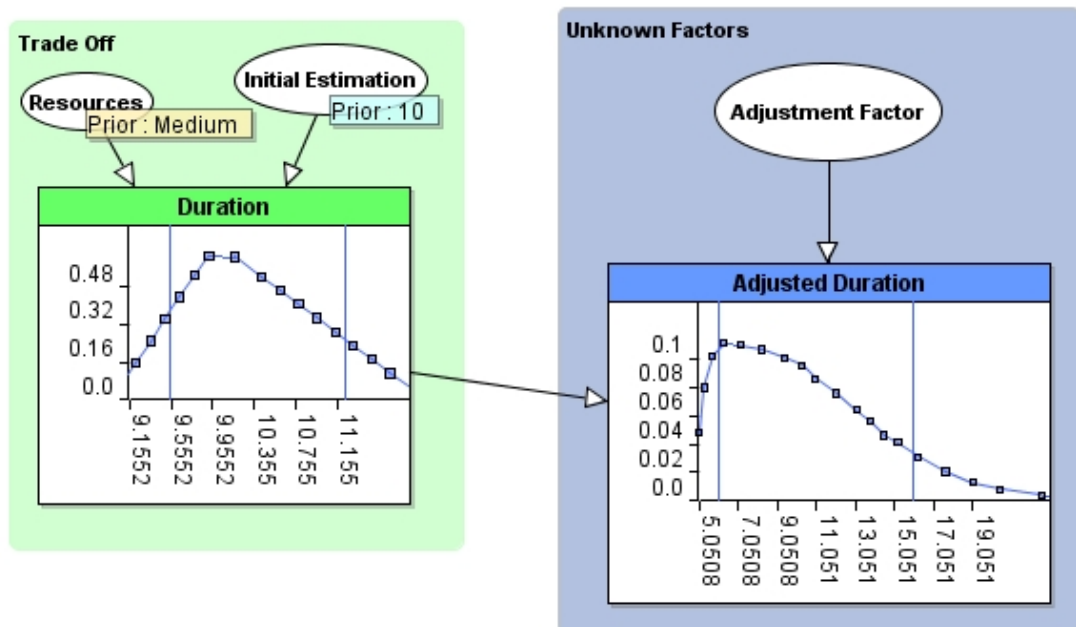 Trade Off
Resources
Prior : Medium
Initial Estimation
Prior : 10
Duration
0.48
0.32
0.16
0.0
9.1552
9.5552
9.9552
10.355
10.755
11.155
Unknown Factors
Adjustment Factor
Adjusted Duration
0.1
0.08
0.06
0.04
0.02
0.0
5.0508
7.0508
9.0508
11.051
13.051
15.051
17.051
19.051